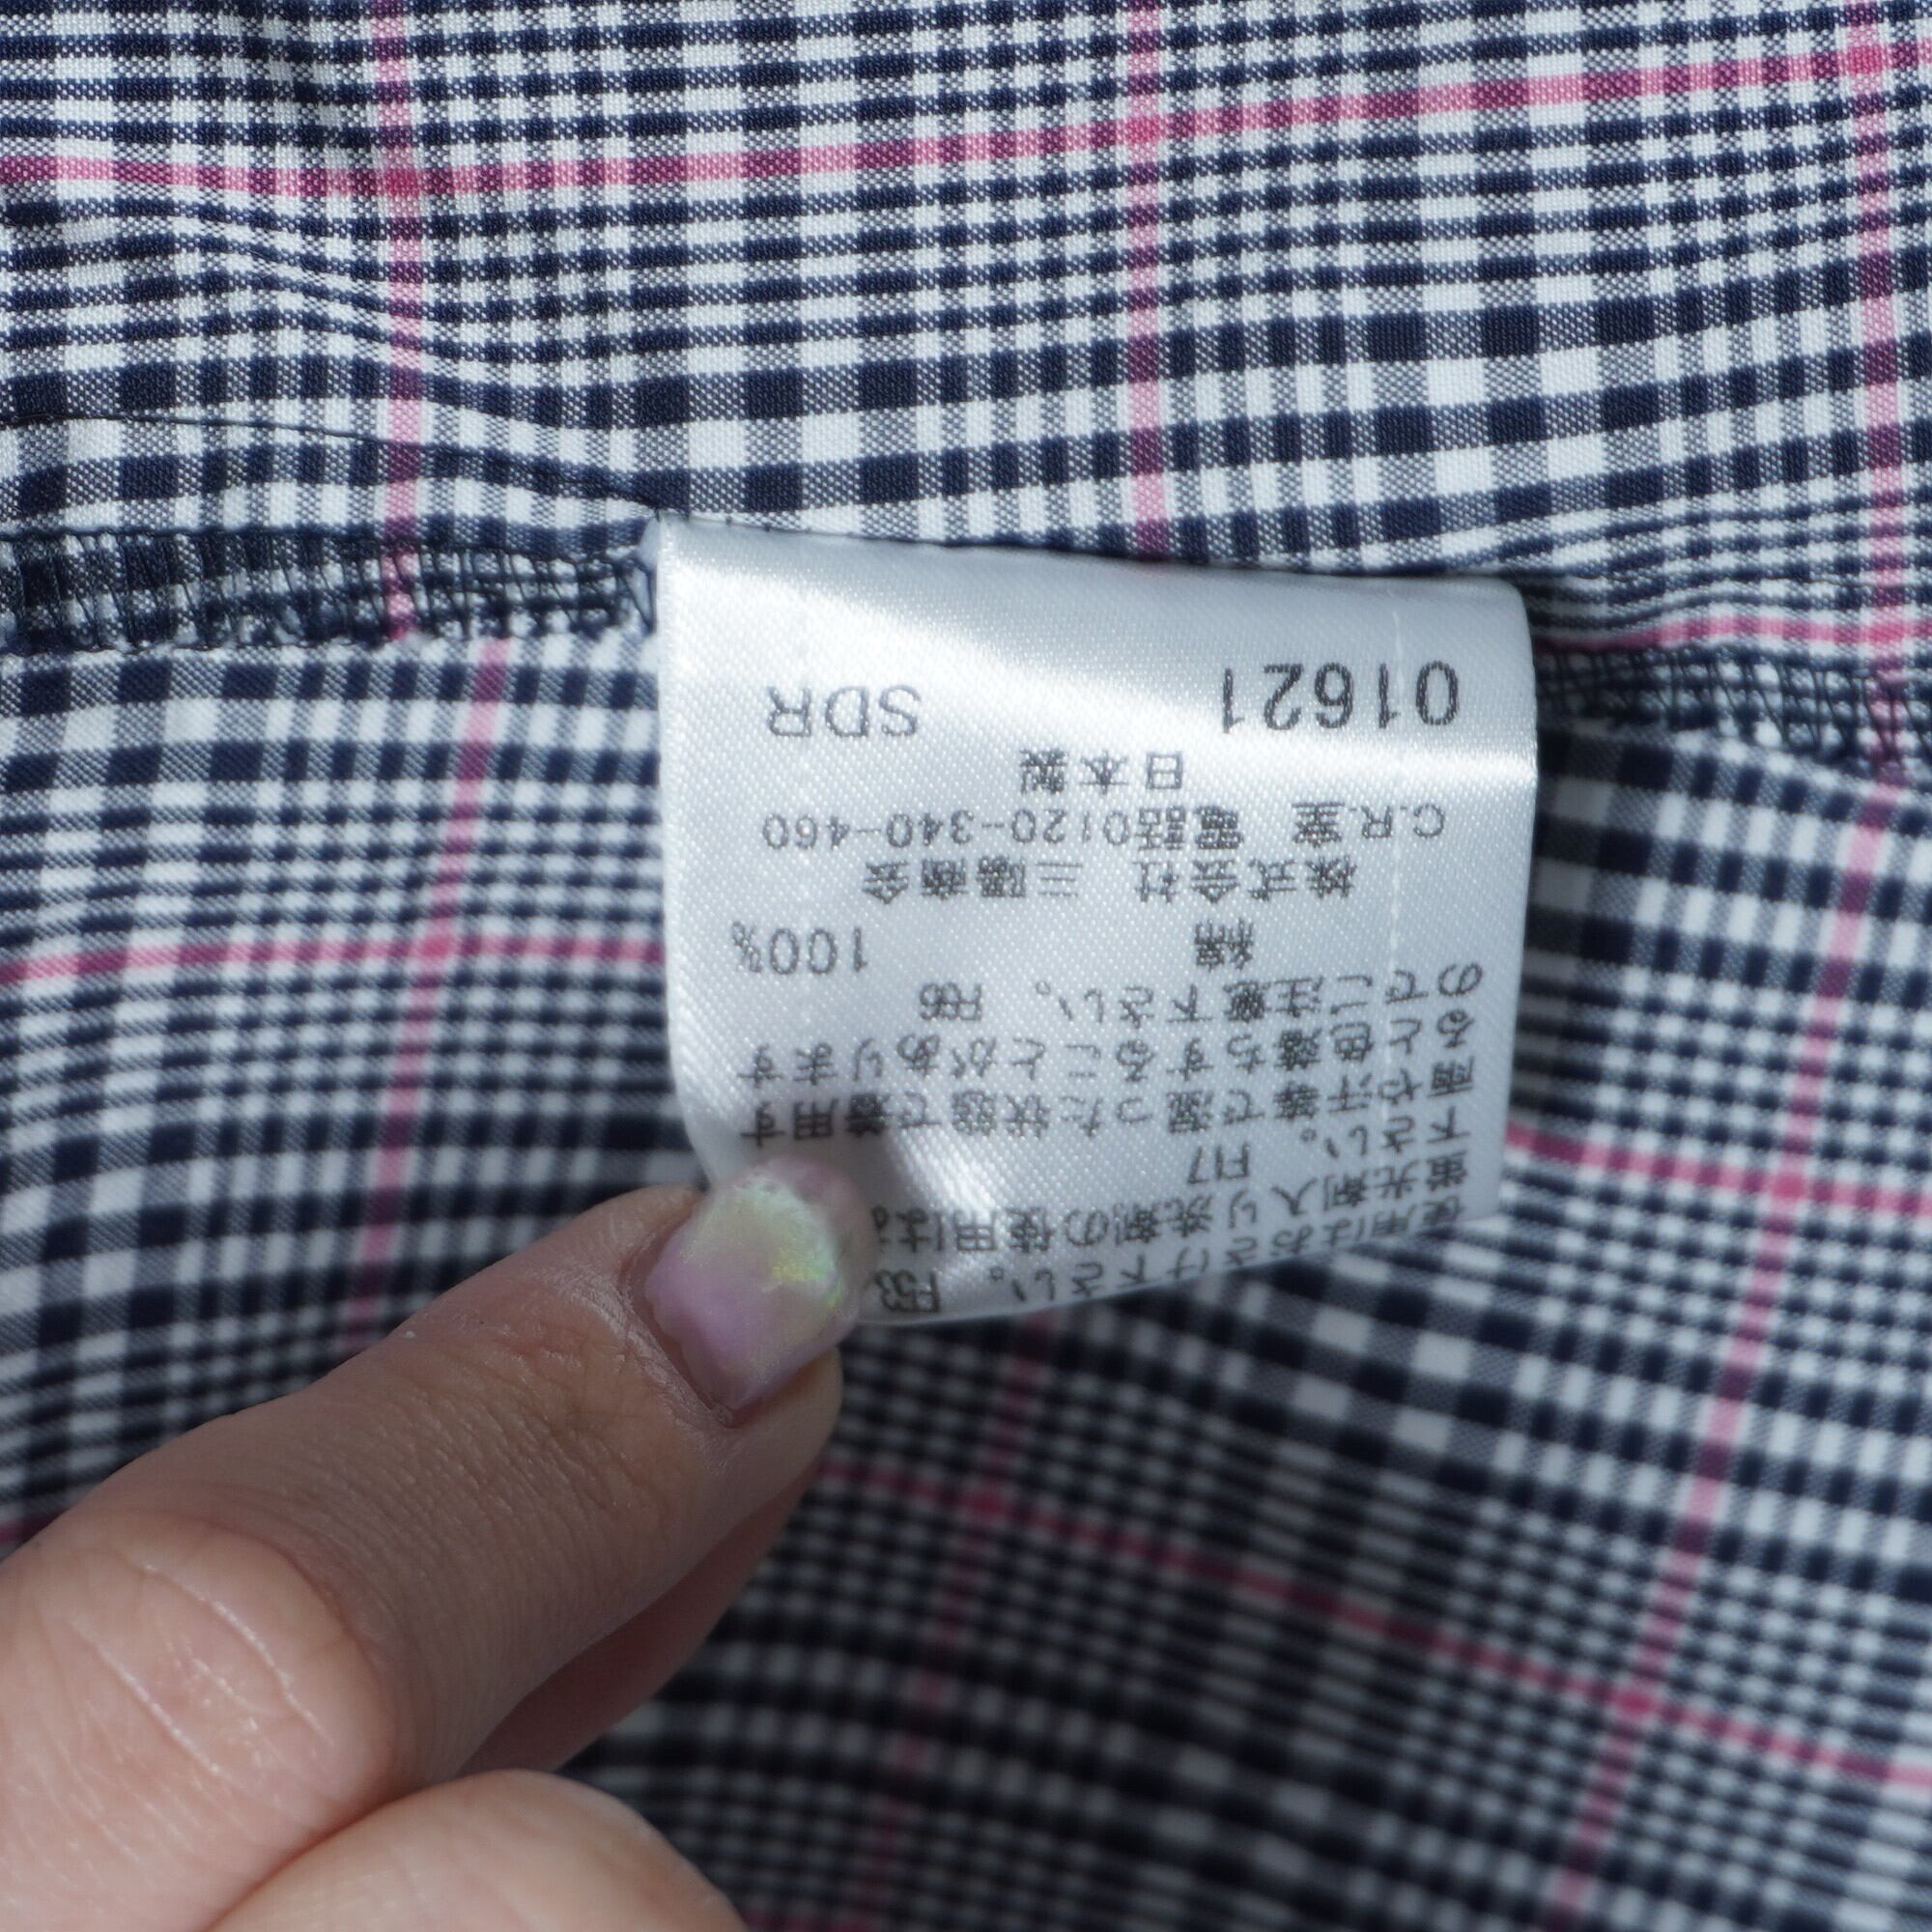 使用はおさけ下さい。 F53
蛍光剤入り洗剤の使用は
下さい。 F17
雨や汗等で湿った状態で着用す
ると色落ちすることがあります
のでご注意下さい。 F66
綿 100%
株式会社 三陽商会
C.R.室 電話0120-340-460
日本製
01621 SDR